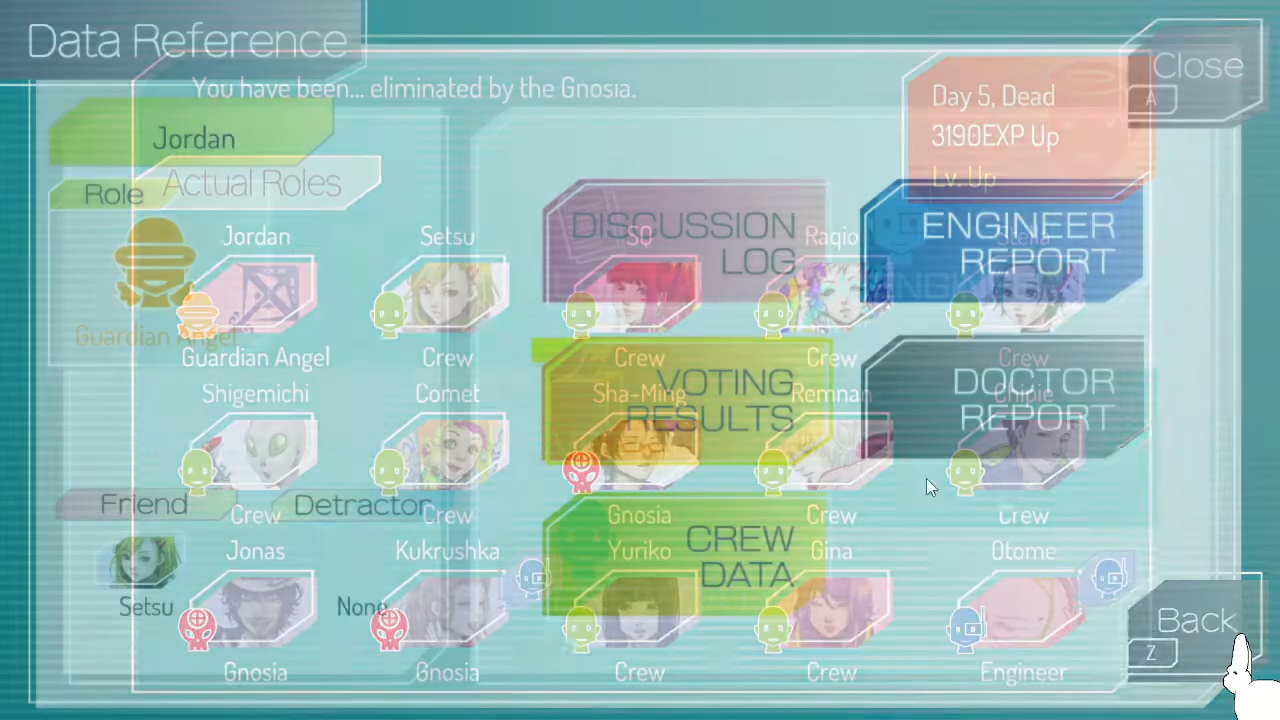 Data Reference
Close
A
You have been... eliminated by the Gnosia.
Day 5, Dead
3190EXP Up
Lv. Up
Jordan
Role
Actual Roles
Guardian Angel
DISCUSSION
LOG
ENGINEER
REPORT
VOTING
RESULTS
DOCTOR
REPORT
CREW
DATA
Jordan
Setsu
SQ
Raqio
Stella
Guardian Angel
Crew
Crew
Crew
Crew
Shigemichi
Comet
Sha-Ming
Remnan
Chipie
Crew
Crew
Gnosia
Crew
Crew
Friend
Detractor
Setsu
None
Jonas
Kukrushka
Yuriko
Gina
Otome
Gnosia
Gnosia
Crew
Crew
Engineer
Back
Z